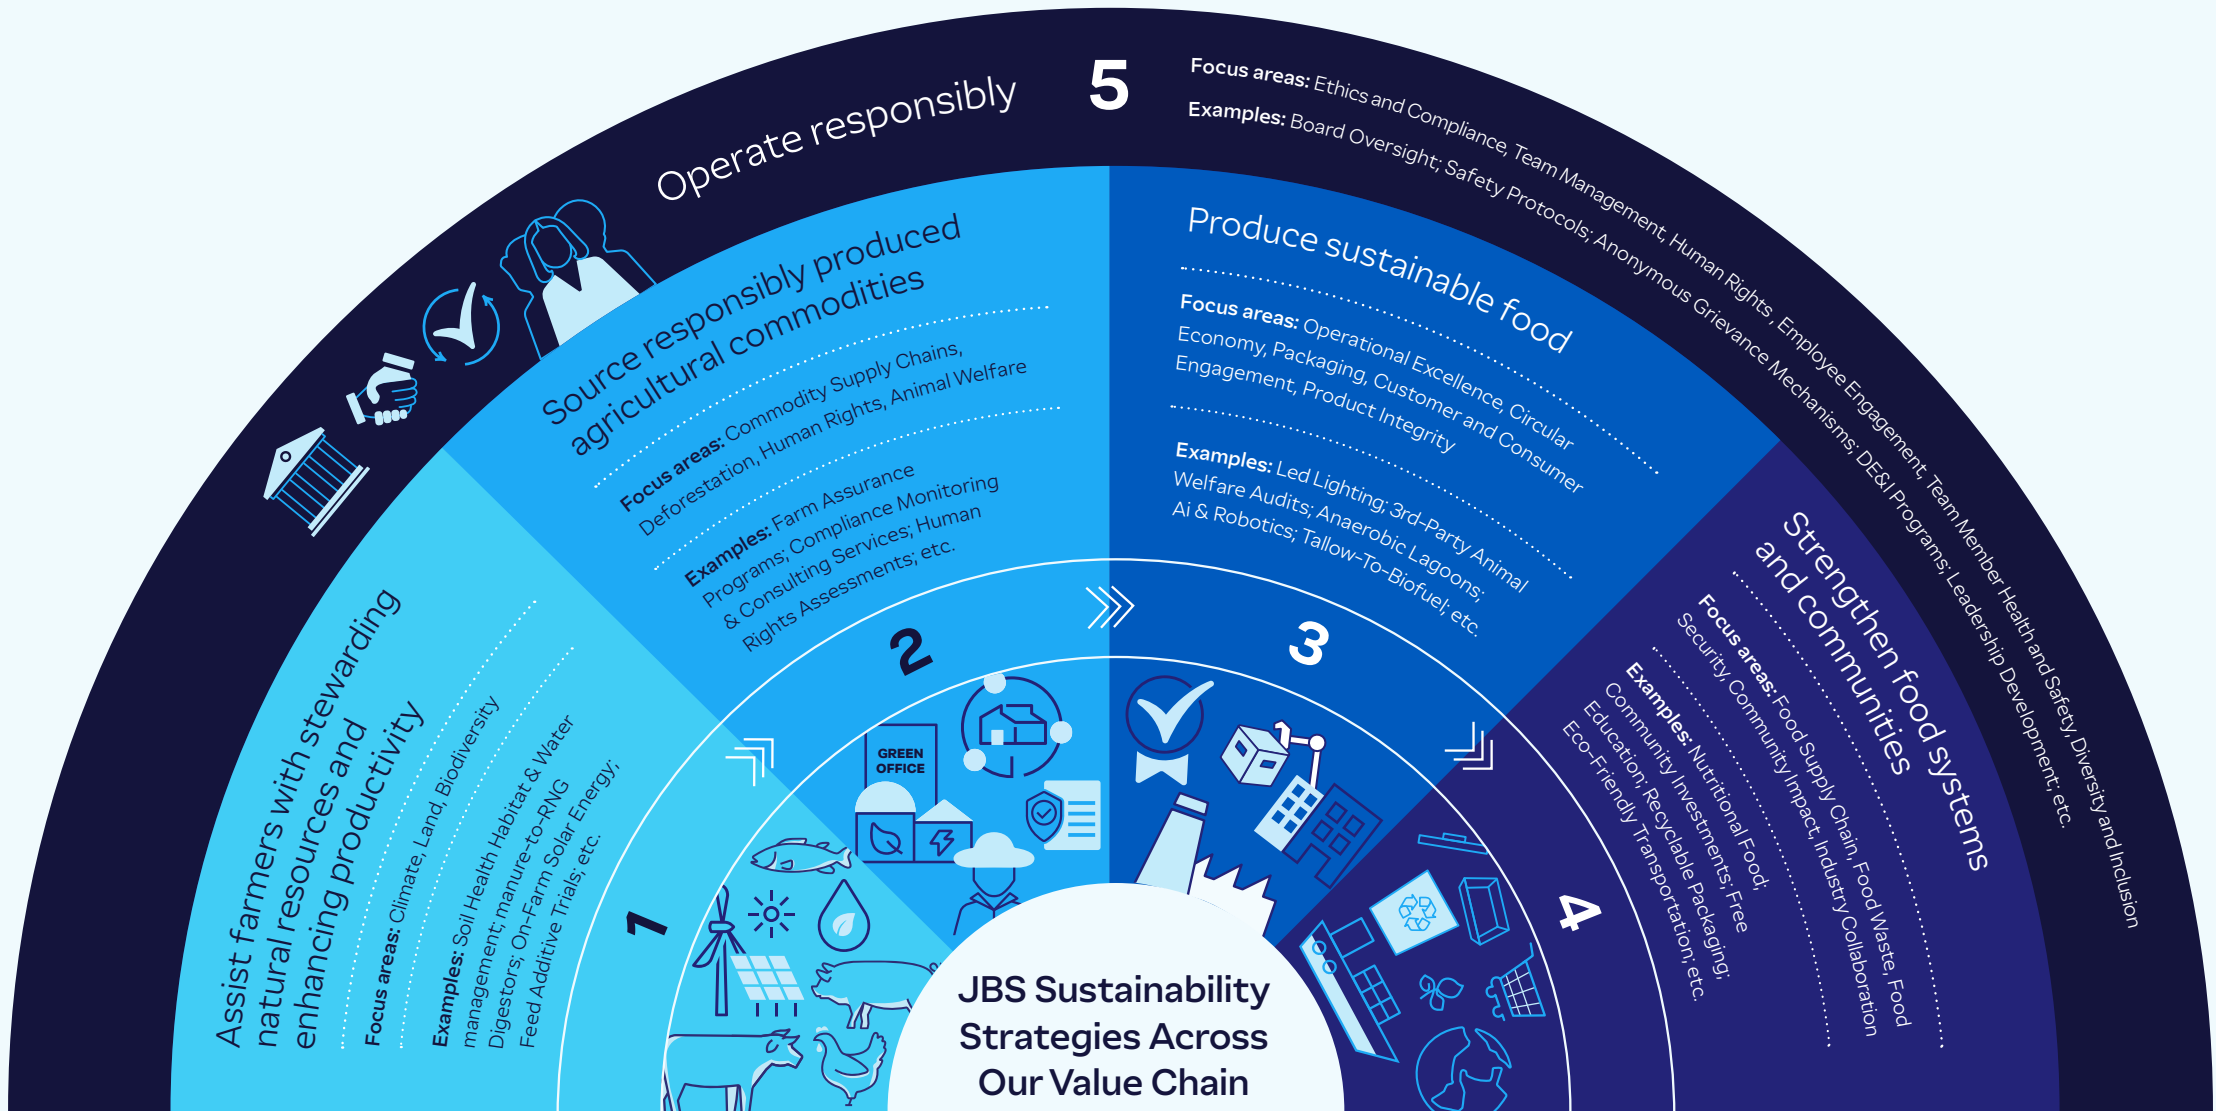 Operate responsibly
5
Focus areas: Ethics and Compliance, Team Management, Human Rights , Employee Engagement, Team Member Health and Safety, Diversity and Inclusion
Examples: Board Oversight; Safety Protocols; Anonymous Grievance Mechanisms; DE&I Programs; Leadership Development; etc.
Assist farmers with stewarding
natural resources and
enhancing productivity
Focus areas: Climate, Land, Biodiversity
Examples: Soil Health Habitat & Water
management; manure-to-RNG
Digestors; On-Farm Solar Energy;
Feed Additive Trials; etc.
1
Source responsibly produced
agricultural commodities
Focus areas: Commodity Supply Chains,
Deforestation, Human Rights, Animal Welfare
Examples: Farm Assurance
Programs; Compliance Monitoring
& Consulting Services; Human
Rights Assessments; etc.
2
GREEN
OFFICE
Produce sustainable food
Focus areas: Operational Excellence, Circular
Economy, Packaging, Customer and Consumer
Engagement, Product Integrity
Examples: Led Lighting; 3rd-Party Animal
Welfare Audits; Anaerobic Lagoons;
Ai & Robotics; Tallow-To-Biofuel; etc.
3
Strengthen food systems
and communities
Focus areas: Food Supply Chain, Food Waste, Food
Security, Community Impact, Industry Collaboration
Examples: Nutritional Food;
Community Investments; Free
Education; Recyclable Packaging;
Eco-Friendly Transportation; etc.
4
JBS Sustainability
Strategies Across
Our Value Chain